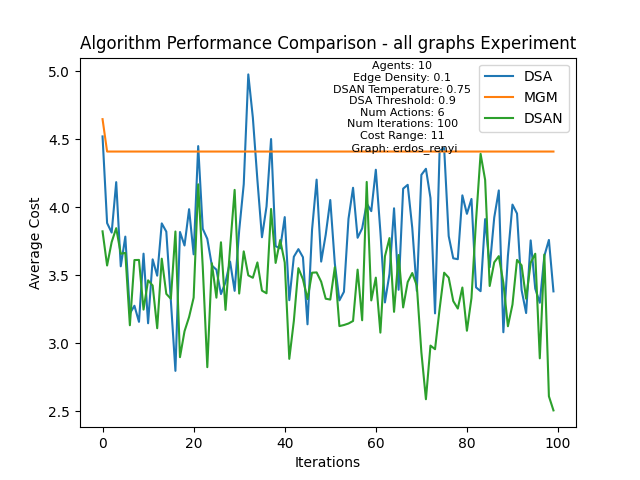 Algorithm Performance Comparison - all graphs Experiment
Agents: 10
Edge Density: 0.1
DSAN Temperature: 0.75
DSA Threshold: 0.9
Num Actions: 6
Num Iterations: 100
Cost Range: 11
Graph: erdos_renyi
DSA
MGM
DSAN
Average Cost
5.0
4.5
4.0
3.5
3.0
2.5
0
20
40
60
80
100
Iterations